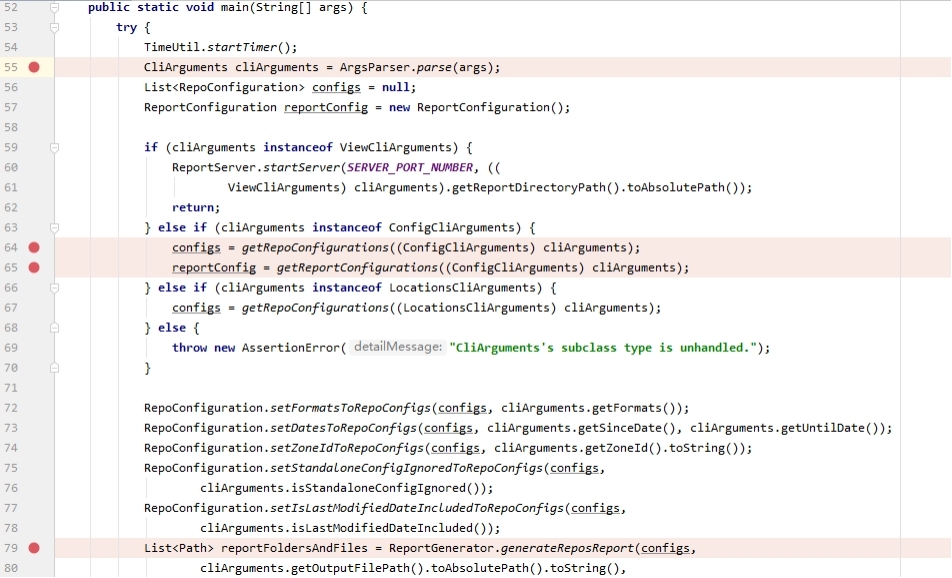 52 public static void main(String[] args) {
53 try {
54 TimeUtil.startTimer();
55 CliArguments cliArguments = ArgsParser.parse(args);
56 List<RepoConfiguration> configs = null;
57 ReportConfiguration reportConfig = new ReportConfiguration();
58
59 if (cliArguments instanceof ViewCliArguments) {
60 ReportServer.startServer(SERVER_PORT_NUMBER, ((
61 ViewCliArguments) cliArguments).getReportDirectoryPath().toAbsolutePath());
62 return;
63 } else if (cliArguments instanceof ConfigCliArguments) {
64 configs = getRepoConfigurations((ConfigCliArguments) cliArguments);
65 reportConfig = getReportConfigurations((ConfigCliArguments) cliArguments);
66 } else if (cliArguments instanceof LocationsCliArguments) {
67 configs = getRepoConfigurations((LocationsCliArguments) cliArguments);
68 } else {
69 throw new AssertionError( detailMessage: "CliArguments's subclass type is unhandled.");
70 }
71
72 RepoConfiguration.setFormatsToRepoConfigs(configs, cliArguments.getFormats());
73 RepoConfiguration.setDatesToRepoConfigs(configs, cliArguments.getSinceDate(), cliArguments.getUntilDate());
74 RepoConfiguration.setZoneIdToRepoConfigs(configs, cliArguments.getZoneId().toString());
75 RepoConfiguration.setStandaloneConfigIgnoredToRepoConfigs(configs,
76 cliArguments.isStandaloneConfigIgnored());
77 RepoConfiguration.setIsLastModifiedDateIncludedToRepoConfigs(configs,
78 cliArguments.isLastModifiedDateIncluded());
79 List<Path> reportFoldersAndFiles = ReportGenerator.generateReposReport(configs,
80 cliArguments.getOutputFilePath().toAbsolutePath().toString(),